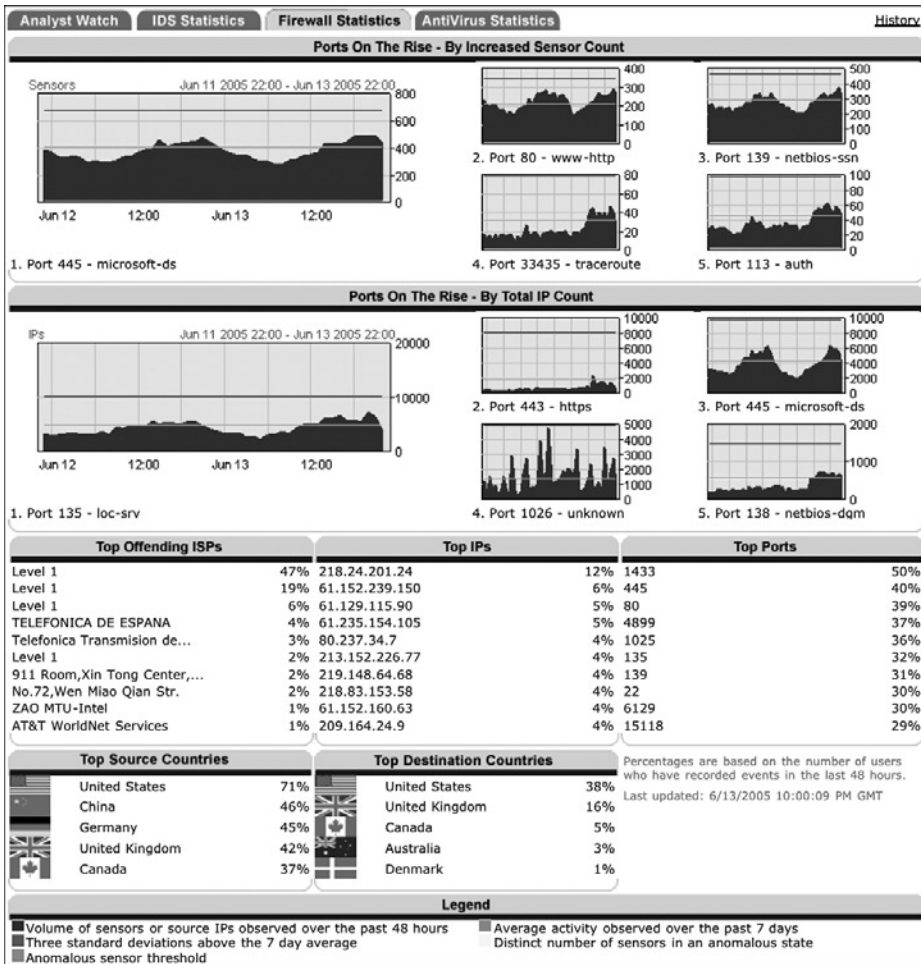 Analyst Watch IDS Statistics Firewall Statistics AntiVirus Statistics History
Ports On The Rise - By Increased Sensor Count
Sensors Jun 11 2005 22:00 - Jun 13 2005 22:00
800
600
400
200
0
Jun 12 12:00 Jun 13 12:00
1. Port 445 - microsoft-ds
400
300
200
100
0
2. Port 80 - www-http
500
400
300
200
100
0
3. Port 139 - netbios-ssn
80
60
40
20
0
4. Port 33435 - traceroute
100
80
60
40
20
0
5. Port 113 - auth
Ports On The Rise - By Total IP Count
IPs Jun 11 2005 22:00 - Jun 13 2005 22:00
20000
10000
0
Jun 12 12:00 Jun 13 12:00
1. Port 135 - loc-srv
10000
8000
6000
4000
2000
0
2. Port 443 - https
10000
8000
6000
4000
2000
0
3. Port 445 - microsoft-ds
5000
4000
3000
2000
1000
0
4. Port 1026 - unknown
2000
1000
0
5. Port 138 - netbios-dgm
Top Offending ISPs
Level 1 47%
Level 1 19%
Level 1 6%
TELEFONICA DE ESPANA 4%
Telefonica Transmision de... 3%
Level 1 2%
911 Room,Xin Tong Center,... 2%
No.72,Wen Miao Qian Str. 2%
ZAO MTU-Intel 1%
AT&T WorldNet Services 1%
Top IPs
218.24.201.24 12%
61.152.239.150 6%
61.129.115.90 5%
61.235.154.105 5%
80.237.34.7 4%
213.152.226.77 4%
219.148.64.68 4%
218.83.153.58 4%
61.152.160.63 4%
209.164.24.9 4%
Top Ports
1433 50%
445 40%
80 39%
4899 37%
1025 36%
135 32%
139 31%
22 30%
6129 30%
15118 29%
Top Source Countries
United States 71%
China 46%
Germany 45%
United Kingdom 42%
Canada 37%
Top Destination Countries
United States 38%
United Kingdom 16%
Canada 5%
Australia 3%
Denmark 1%
Percentages are based on the number of users
who have recorded events in the last 48 hours.
Last updated: 6/13/2005 10:00:09 PM GMT
Legend
Volume of sensors or source IPs observed over the past 48 hours
Three standard deviations above the 7 day average
Anomalous sensor threshold
Average activity observed over the past 7 days
Distinct number of sensors in an anomalous state